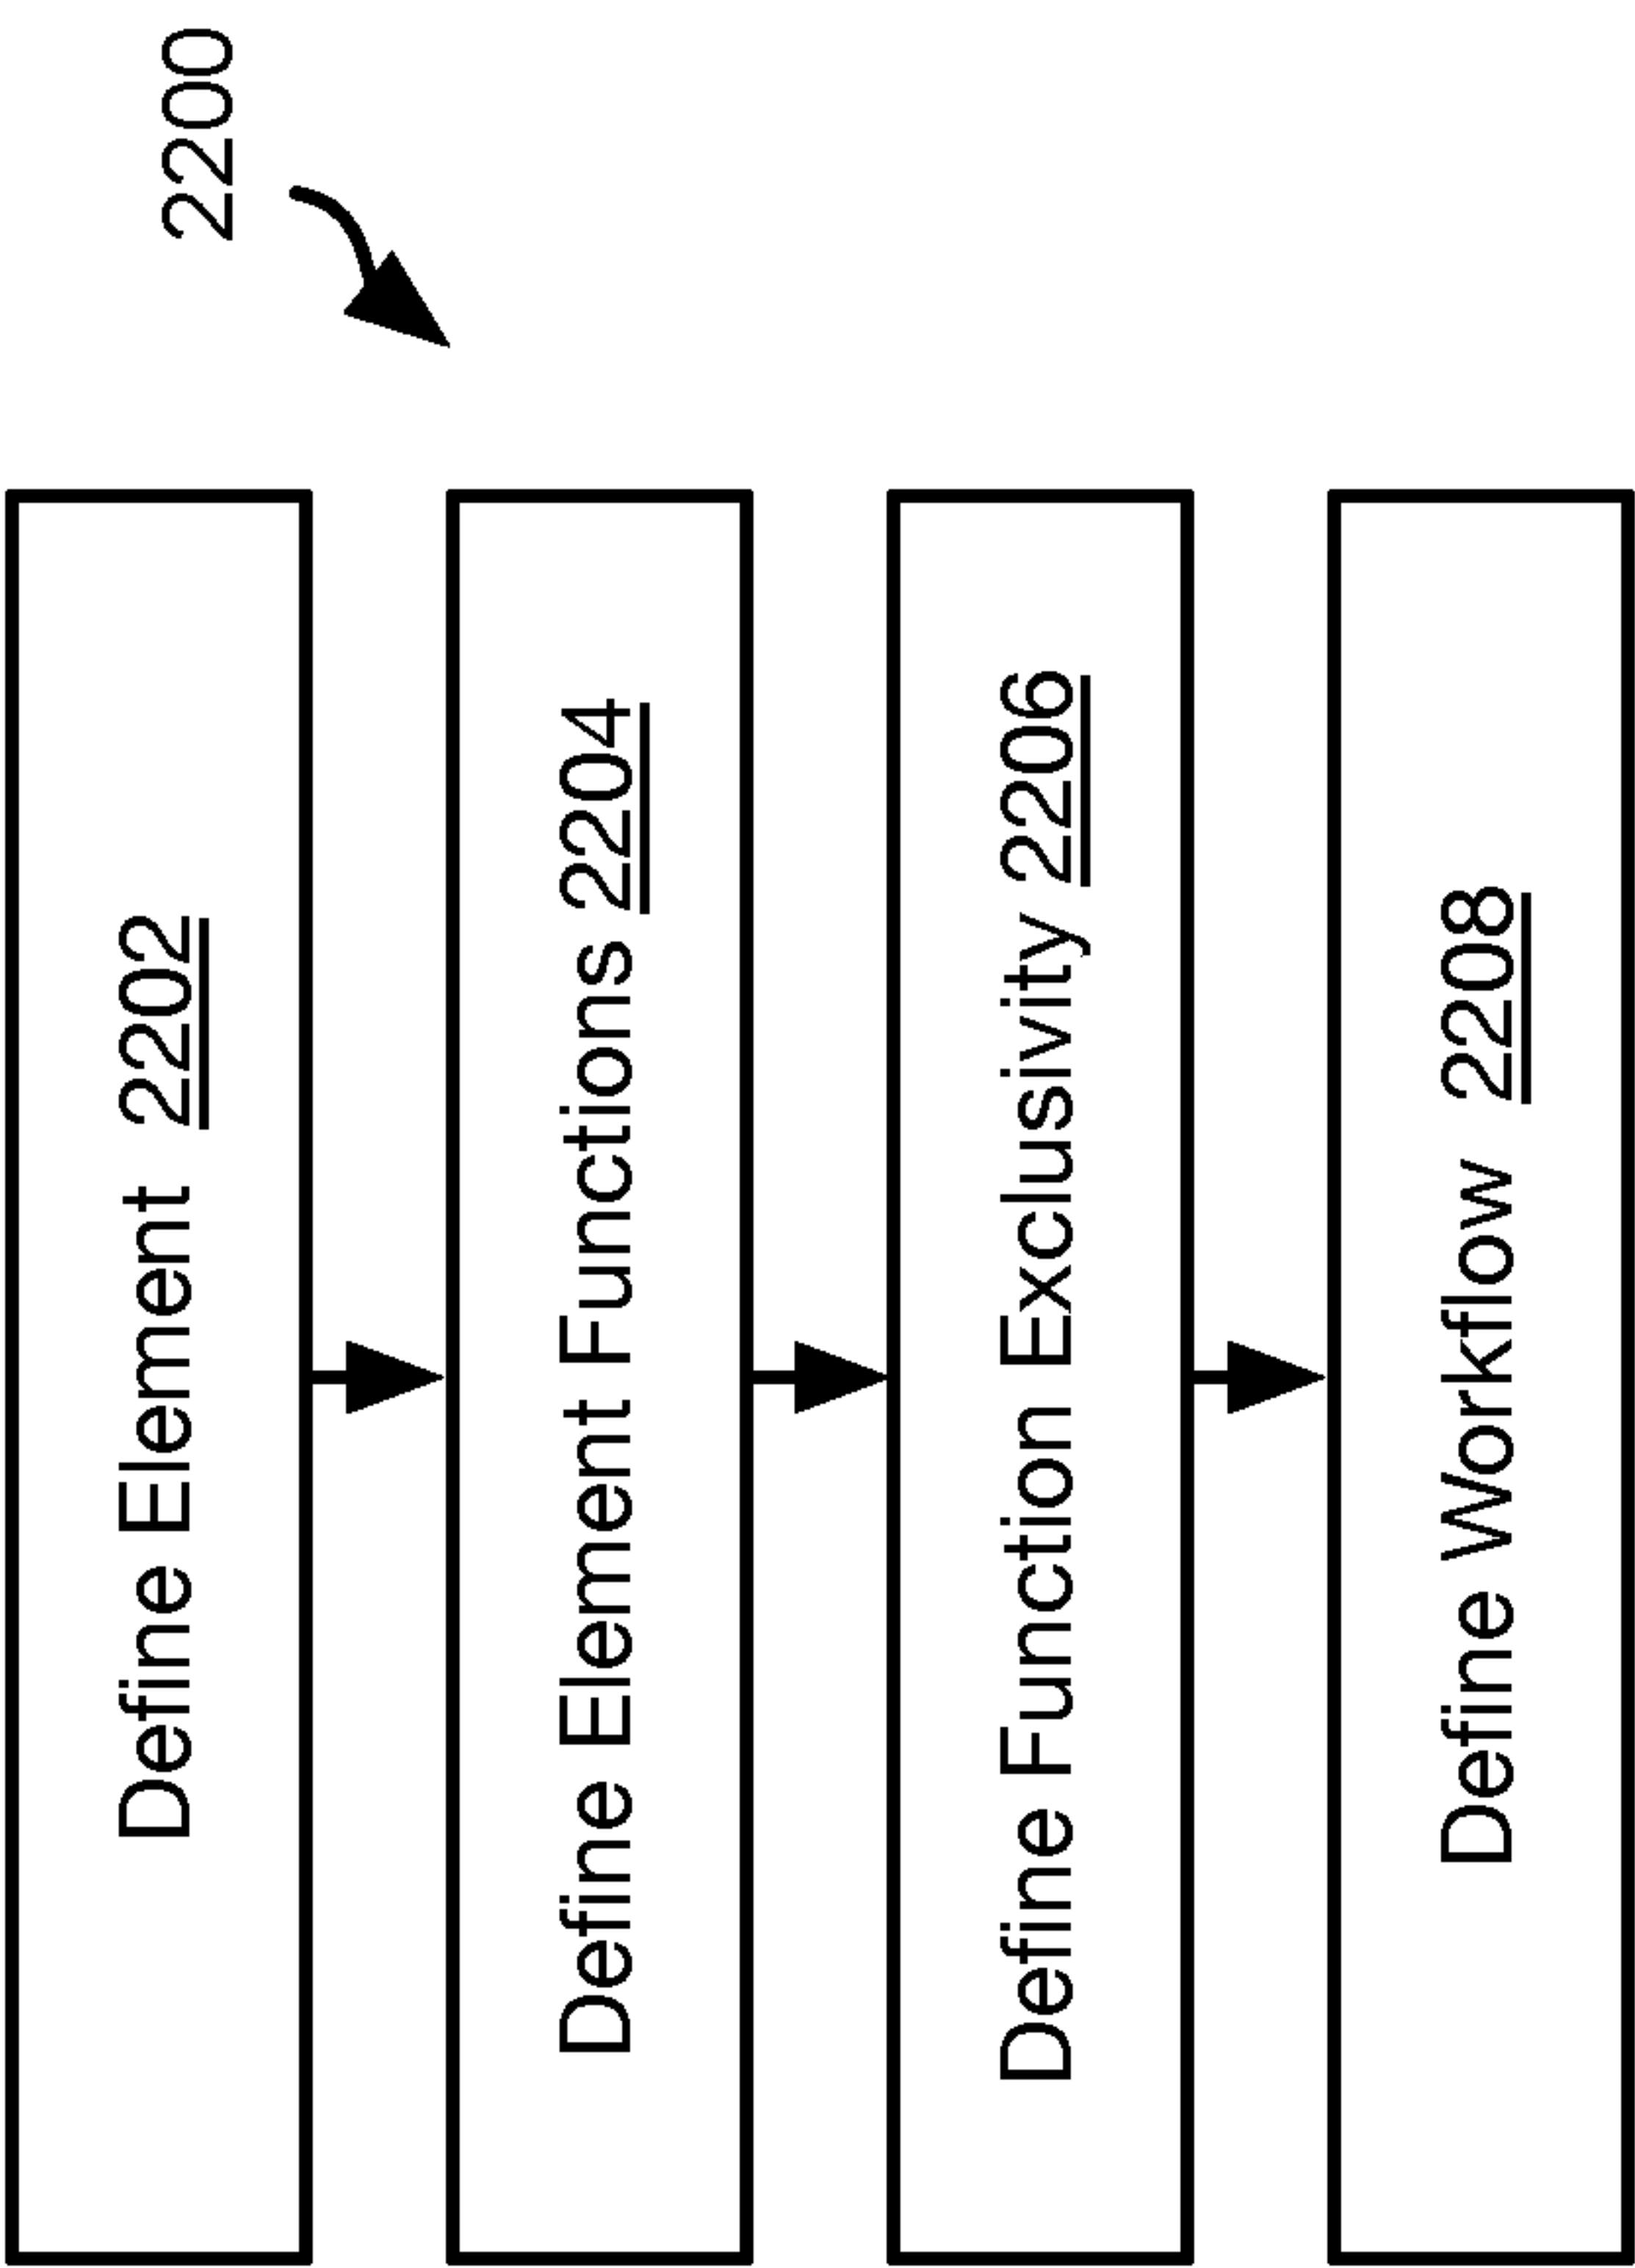 2200
Define Element 2202
Define Element Functions 2204
Define Function Exclusivity 2206
Define Workflow 2208